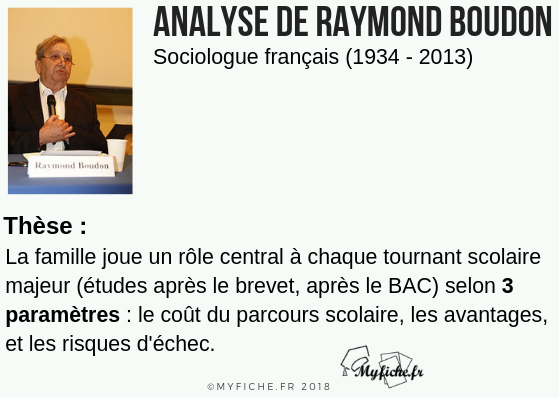 ANALYSE DE RAYMOND BOUDON
Sociologue français (1934 - 2013)
Raymond Boudon
Thèse :
La famille joue un rôle central à chaque tournant scolaire
majeur (études après le brevet, après le BAC) selon 3
paramètres : le coût du parcours scolaire, les avantages,
et les risques d'échec.
Myfiche.fr
©MYFICHE.FR 2018